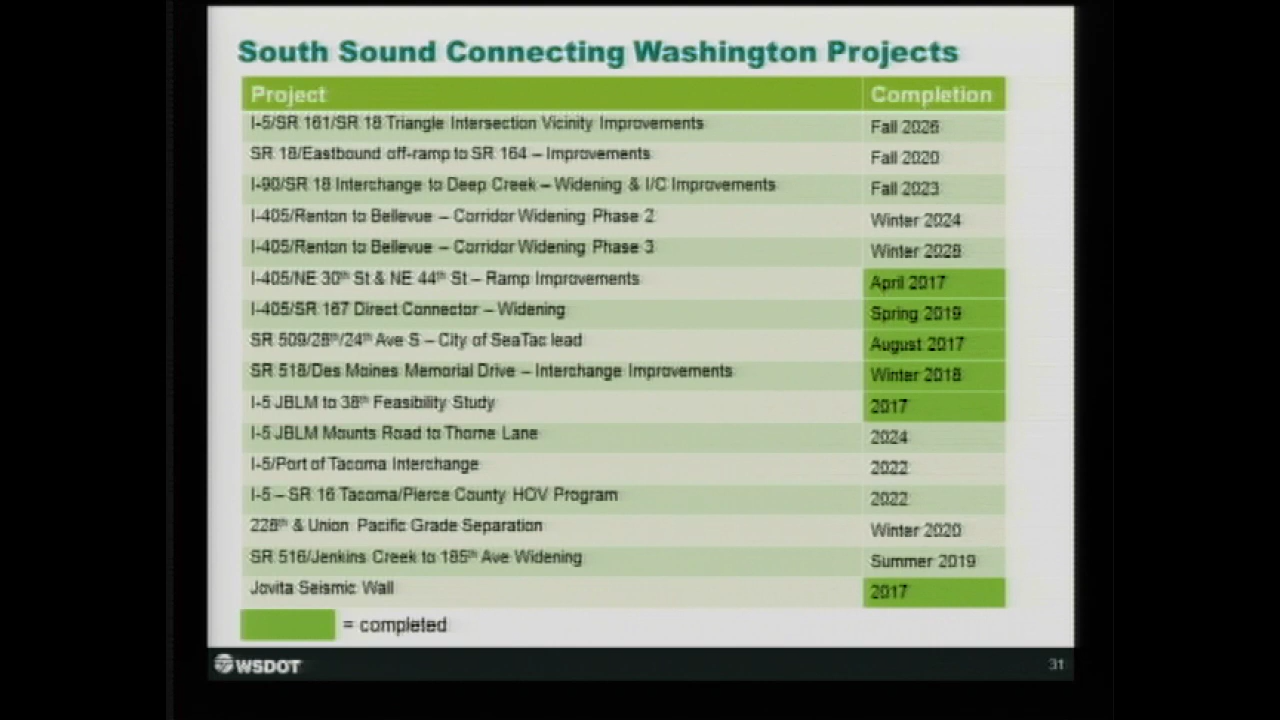 South Sound Connecting Washington Projects
Project Completion
I-5/SR 161/SR 18 Triangle Intersection Vicinity Improvements Fall 2026
SR 18/Eastbound off-ramp to SR 164 – Improvements Fall 2020
I-90/SR 18 Interchange to Deep Creek – Widening & I/C Improvements Fall 2023
I-405/Renton to Bellevue – Corridor Widening Phase 2 Winter 2024
I-405/Renton to Bellevue – Corridor Widening Phase 3 Winter 2028
I-405/NE 30th St & NE 44th St – Ramp Improvements April 2017
I-405/SR 167 Direct Connector – Widening Spring 2019
SR 509/28th/24th Ave S – City of SeaTac lead August 2017
SR 518/Des Moines Memorial Drive – Interchange Improvements Winter 2018
I-5 JBLM to 38th Feasibility Study 2017
I-5 JBLM Mounts Road to Thorne Lane 2024
I-5/Port of Tacoma Interchange 2022
I-5 – SR 16 Tacoma/Pierce County HOV Program 2022
228th & Union Pacific Grade Separation Winter 2020
SR 516/Jenkins Creek to 185th Ave Widening Summer 2019
Jovita Seismic Wall 2017
= completed
WSDOT 31